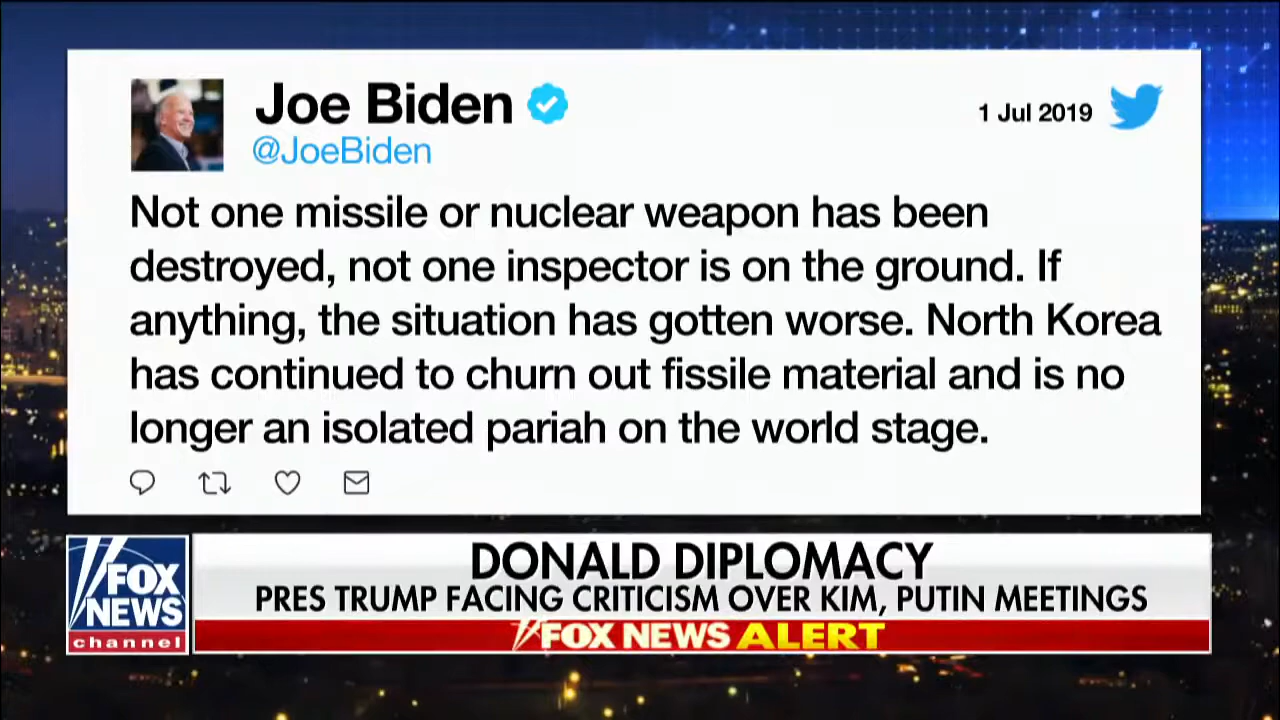 Joe Biden
1 Jul 2019
@JoeBiden
Not one missile or nuclear weapon has been
destroyed, not one inspector is on the ground. If
anything, the situation has gotten worse. North Korea
has continued to churn out fissile material and is no
longer an isolated pariah on the world stage.
FOX
NEWS
channel
DONALD DIPLOMACY
PRES TRUMP FACING CRITICISM OVER KIM, PUTIN MEETINGS
FOX NEWS ALERT